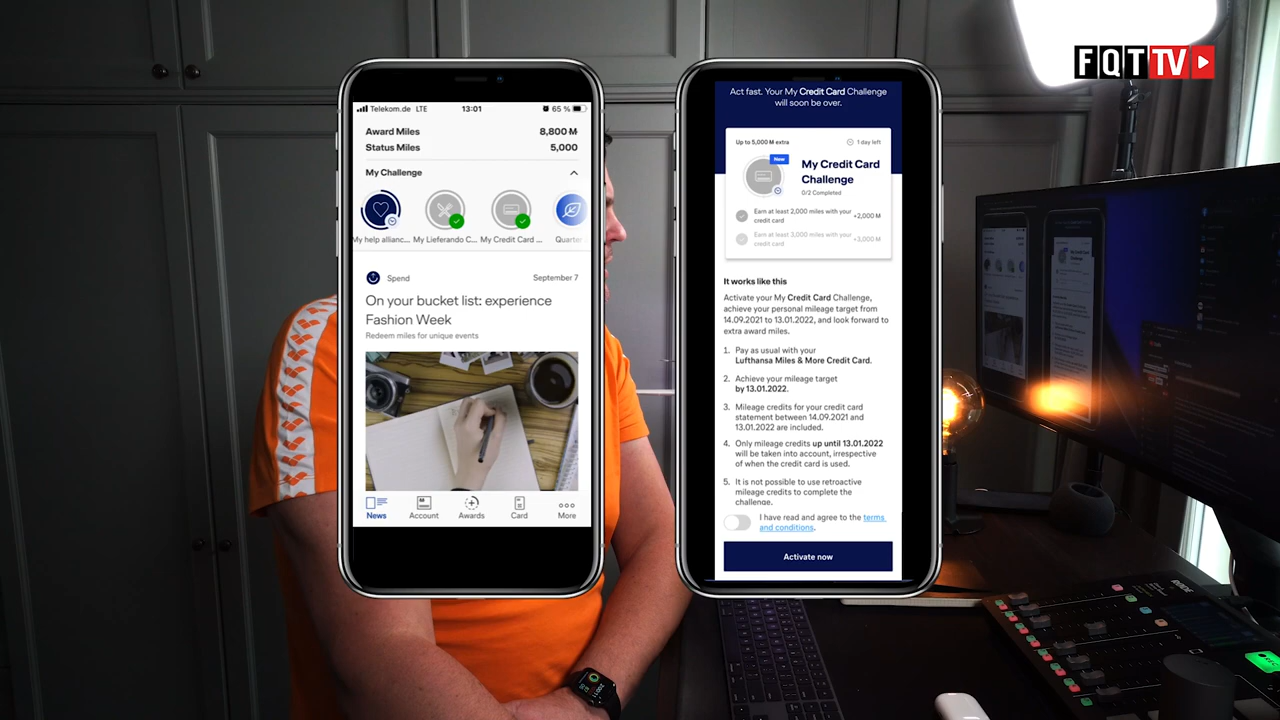 FQT TV
Telekom.de LTE 13:01 65 %
Award Miles 8,800 M
Status Miles 5,000
My Challenge
My help allianc... My Lieferando C... My Credit Card ... Quarter
Spend September 7
On your bucket list: experience
Fashion Week
Redeem miles for unique events
News Account Awards Card More
Act fast. Your My Credit Card Challenge
will soon be over.
Up to 5,000 M extra 1 day left
New
My Credit Card
Challenge
0/2 Completed
Earn at least 2,000 miles with your
credit card
+2,000 M
Earn at least 3,000 miles with your
credit card
+3,000 M
It works like this
Activate your My Credit Card Challenge,
achieve your personal mileage target from
14.09.2021 to 13.01.2022, and look forward to
extra award miles.
1. Pay as usual with your
Lufthansa Miles & More Credit Card.
2. Achieve your mileage target
by 13.01.2022.
3. Mileage credits for your credit card
statement between 14.09.2021 and
13.01.2022 are included.
4. Only mileage credits up until 13.01.2022
will be taken into account, irrespective
of when the credit card is used.
5. It is not possible to use retroactive
mileage credits to complete the
challenge.
I have read and agree to the terms
and conditions.
Activate now